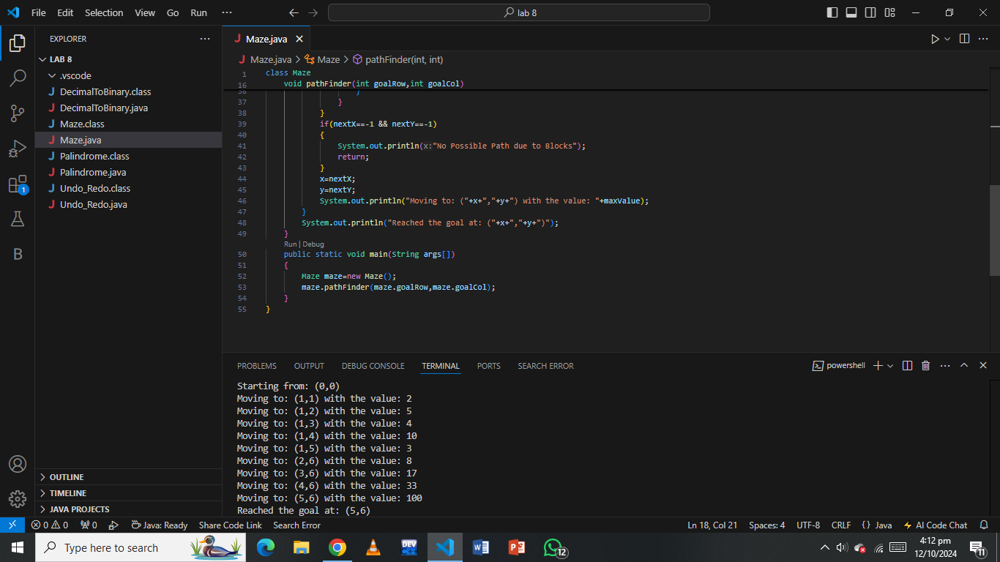 File Edit Selection View Go Run ···
lab 8
EXPLORER ···
LAB 8
.vscode
DecimalToBinary.class
DecimalToBinary.java
Maze.class
Maze.java
Palindrome.class
Palindrome.java
Undo_Redo.class
Undo_Redo.java
OUTLINE
TIMELINE
JAVA PROJECTS
1
B
Maze.java
Maze.java > Maze > pathFinder(int, int)
1 class Maze
16 void pathFinder(int goalRow,int goalCol)
36 }
37 }
38 }
39 if(nextX==-1 && nextY==-1)
40 {
41 System.out.println(x:"No Possible Path due to Blocks");
42 return;
43 }
44 x=nextX;
45 y=nextY;
46 System.out.println("Moving to: ("+x+","+y+") with the value: "+maxValue);
47 }
48 System.out.println("Reached the goal at: ("+x+","+y+")");
49 }
Run | Debug
50 public static void main(String args[])
51 {
52 Maze maze=new Maze();
53 maze.pathFinder(maze.goalRow,maze.goalCol);
54 }
55 }
PROBLEMS OUTPUT DEBUG CONSOLE TERMINAL PORTS SEARCH ERROR
powershell
Starting from: (0,0)
Moving to: (1,1) with the value: 2
Moving to: (1,2) with the value: 5
Moving to: (1,3) with the value: 4
Moving to: (1,4) with the value: 10
Moving to: (1,5) with the value: 3
Moving to: (2,6) with the value: 8
Moving to: (3,6) with the value: 17
Moving to: (4,6) with the value: 33
Moving to: (5,6) with the value: 100
Reached the goal at: (5,6)
0 0 0 Java: Ready Share Code Link Search Error Ln 18, Col 21 Spaces: 4 UTF-8 CRLF {} Java AI Code Chat
Type here to search
DEV
W
P
12
4:12 pm
12/10/2024
11